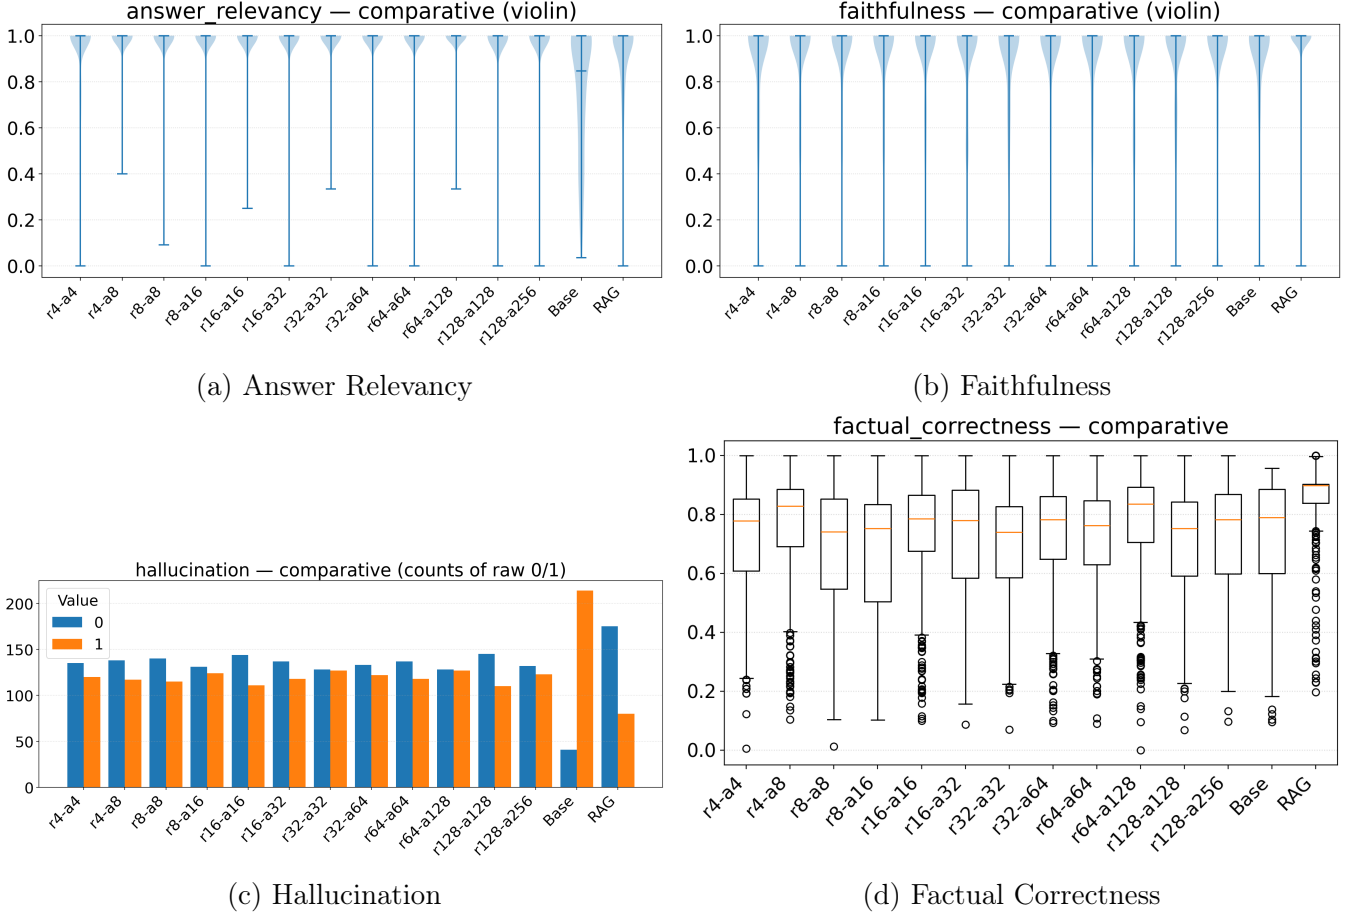 answer_relevancy — comparative (violin)
1.0
0.8
0.6
0.4
0.2
0.0
r4-a4 r4-a8 r8-a8 r8-a16 r16-a16 r16-a32 r32-a32 r32-a64 r64-a64 r64-a128 r128-a128 r128-a256 Base RAG
(a) Answer Relevancy
faithfulness — comparative (violin)
1.0
0.8
0.6
0.4
0.2
0.0
r4-a4 r4-a8 r8-a8 r8-a16 r16-a16 r16-a32 r32-a32 r32-a64 r64-a64 r64-a128 r128-a128 r128-a256 Base RAG
(b) Faithfulness
hallucination — comparative (counts of raw 0/1)
Value
0
1
200
150
100
50
0
r4-a4 r4-a8 r8-a8 r8-a16 r16-a16 r16-a32 r32-a32 r32-a64 r64-a64 r64-a128 r128-a128 r128-a256 Base RAG
(c) Hallucination
factual_correctness — comparative
1.0
0.8
0.6
0.4
0.2
0.0
r4-a4 r4-a8 r8-a8 r8-a16 r16-a16 r16-a32 r32-a32 r32-a64 r64-a64 r64-a128 r128-a128 r128-a256 Base RAG
(d) Factual Correctness